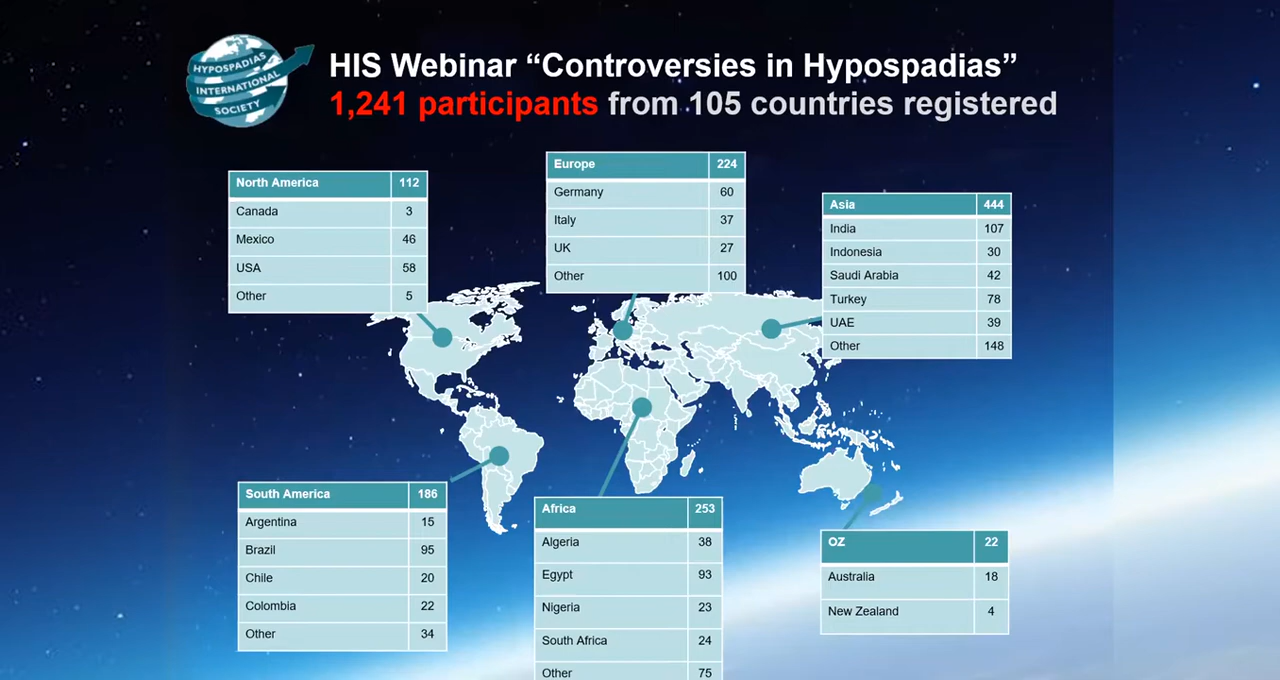 HYPOSPADIAS
INTERNATIONAL
SOCIETY
HIS Webinar “Controversies in Hypospadias”
1,241 participants from 105 countries registered
North America 112
Canada 3
Mexico 46
USA 58
Other 5
Europe 224
Germany 60
Italy 37
UK 27
Other 100
Asia 444
India 107
Indonesia 30
Saudi Arabia 42
Turkey 78
UAE 39
Other 148
South America 186
Argentina 15
Brazil 95
Chile 20
Colombia 22
Other 34
Africa 253
Algeria 38
Egypt 93
Nigeria 23
South Africa 24
Other 75
OZ 22
Australia 18
New Zealand 4